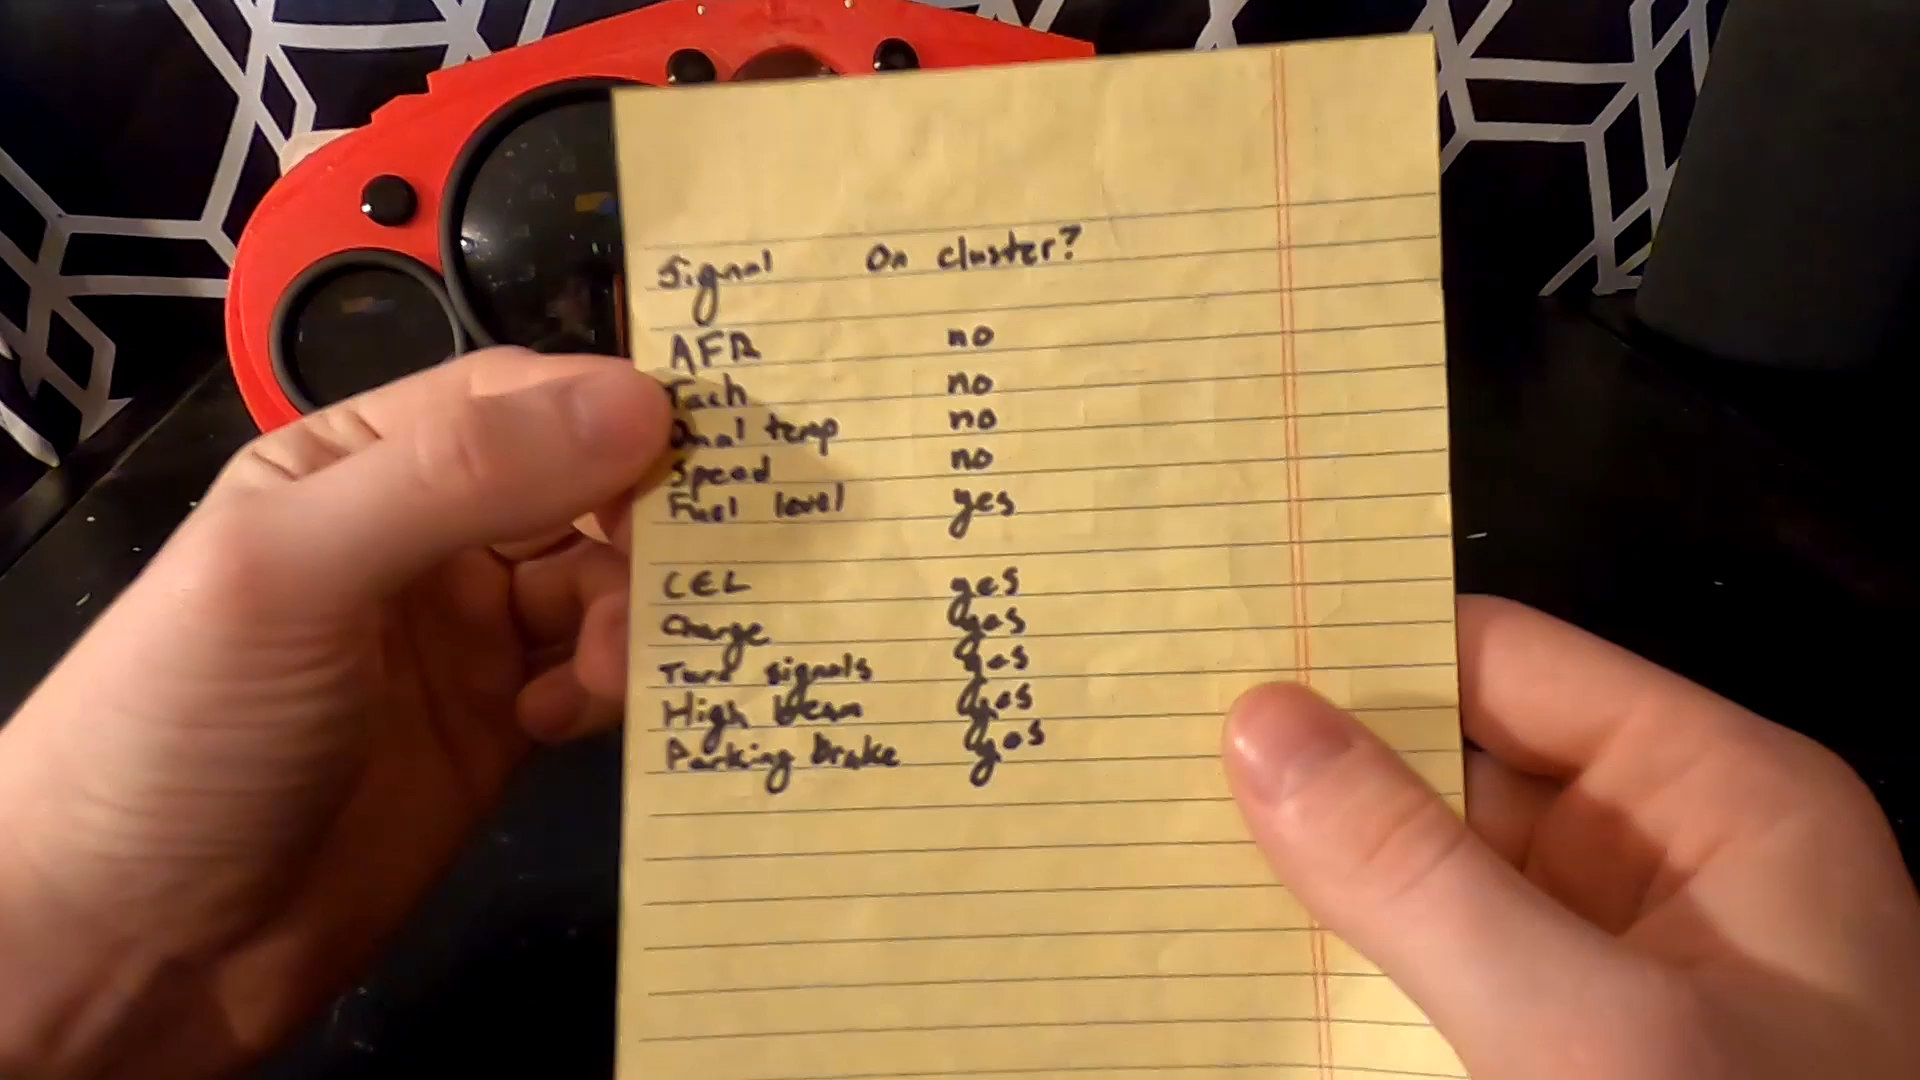 Signal On cluster?
AFR no
Tach no
temp no
Speed no
Fuel level yes
CEL yes
Charge yes
Turn signals yes
High beam yes
Parking brake yes